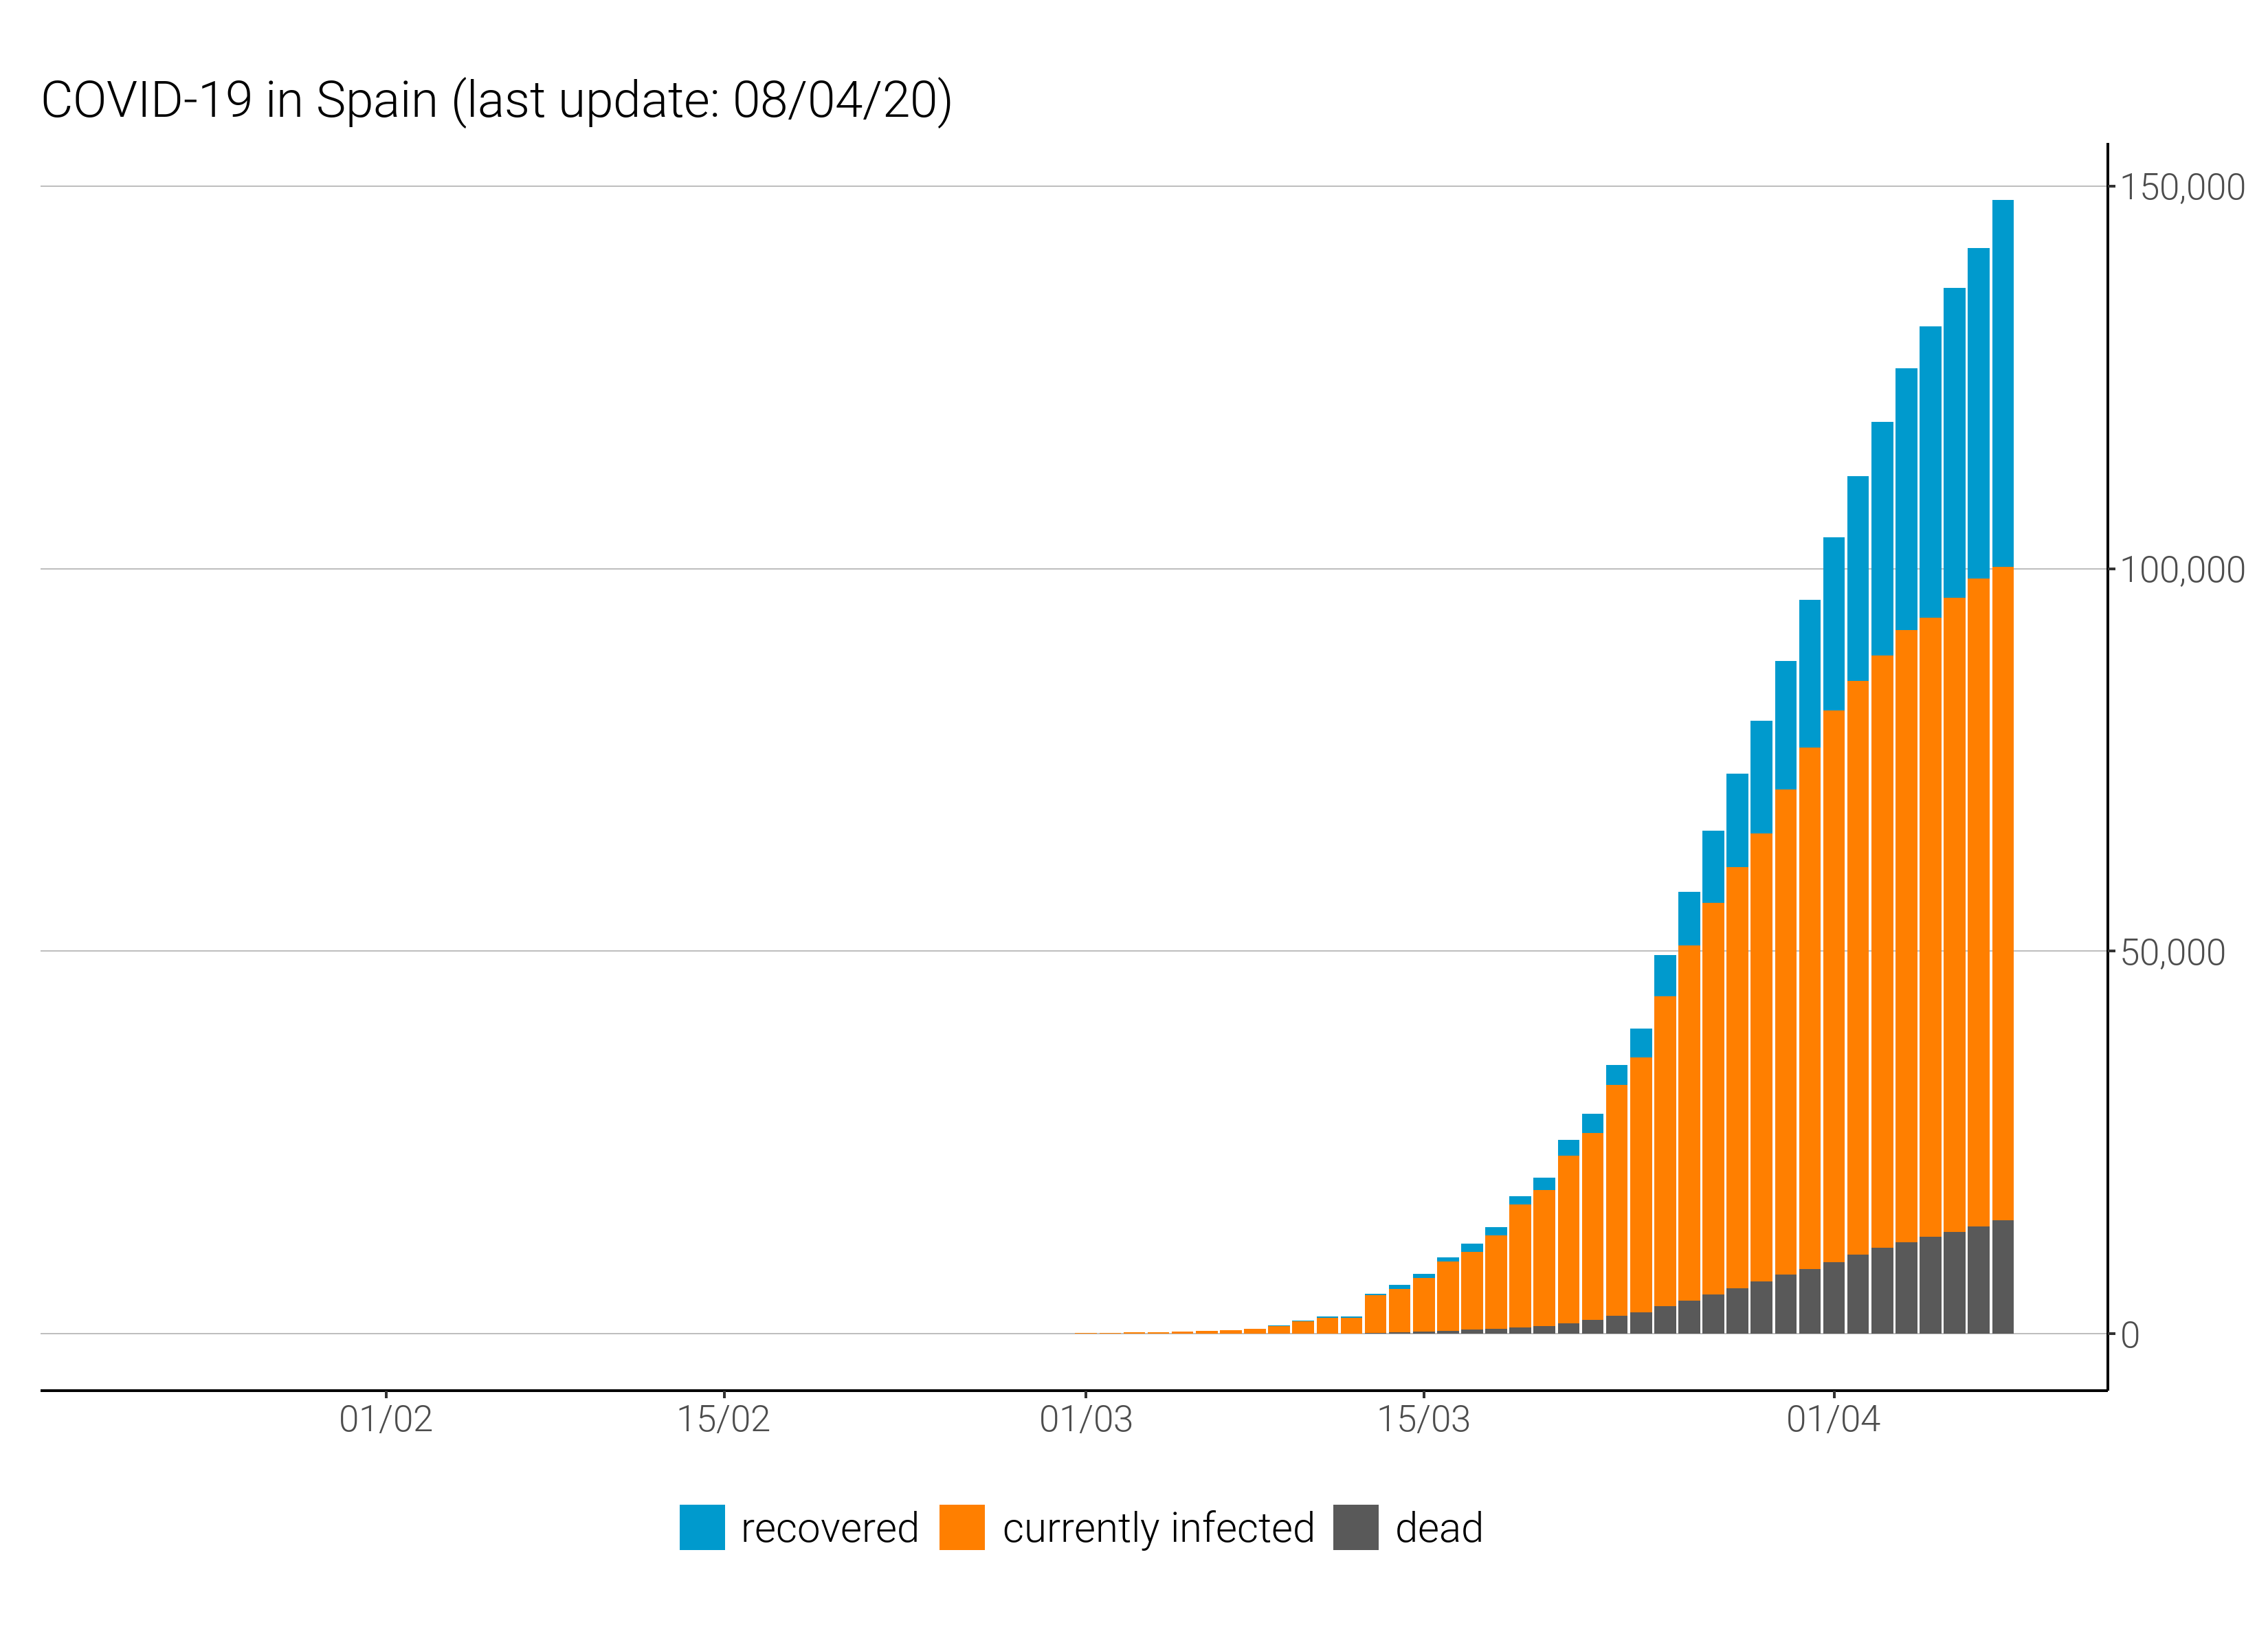 COVID-19 in Spain (last update: 08/04/20)
150,000
100,000
50,000
0
01/02 15/02 01/03 15/03 01/04
recovered currently infected dead